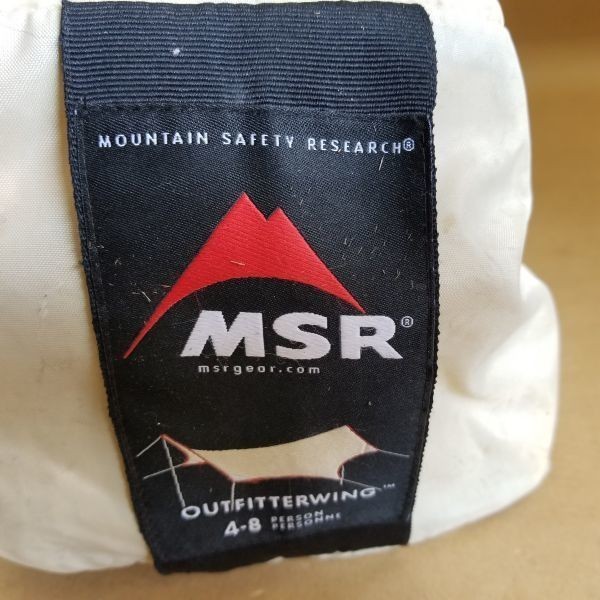 MOUNTAIN SAFETY RESEARCH®
MSR®
msrgear.com
OUTFITTERWING™
4-8 PERSON
PERSONNE